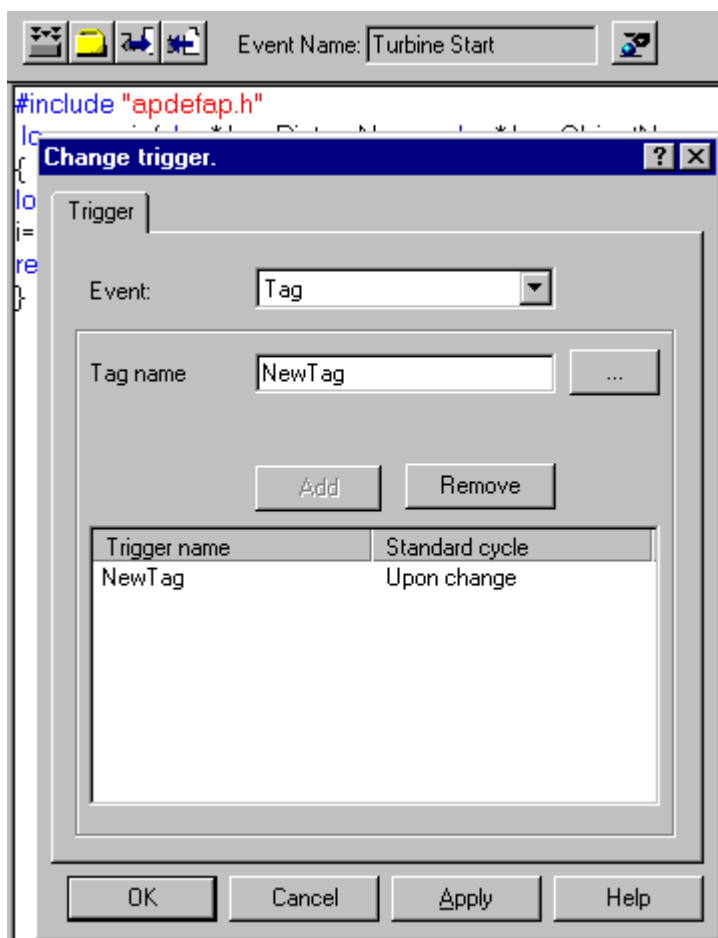 Event Name: Turbine Start
#include "apdefap.h"
{
lo
i=
re
}
Change trigger.
? X
Trigger
Event: Tag
Tag name NewTag ...
Add Remove
Trigger name Standard cycle
NewTag Upon change
OK Cancel Apply Help